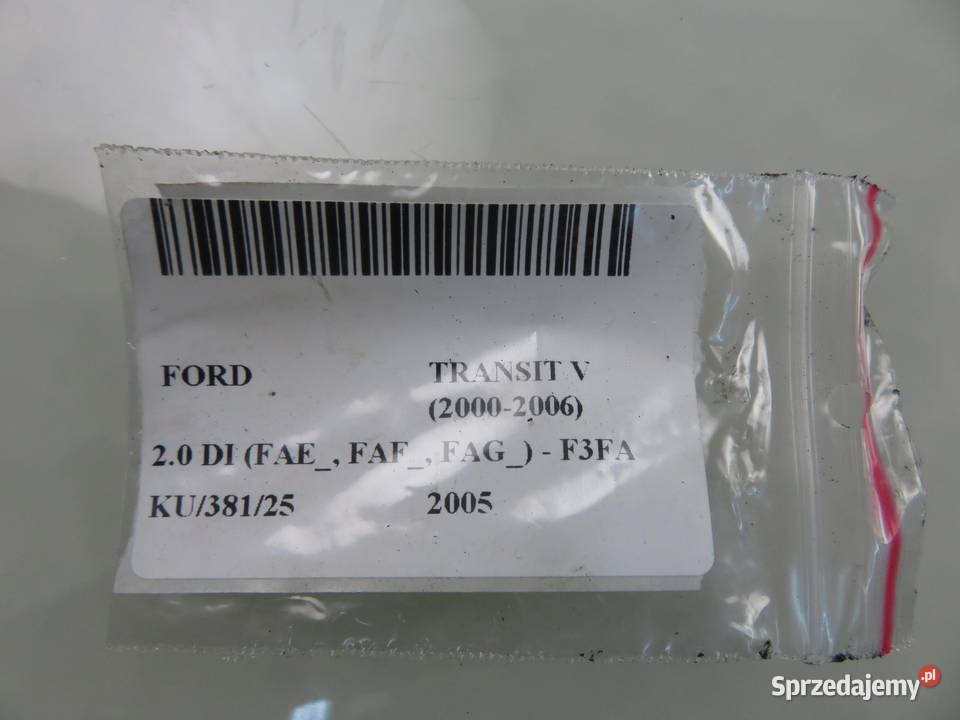 FORD TRANSIT V
(2000-2006)
2.0 DI (FAE_, FAF_, FAG_) - F3FA
KU/381/25 2005
Sprzedajemy.pl